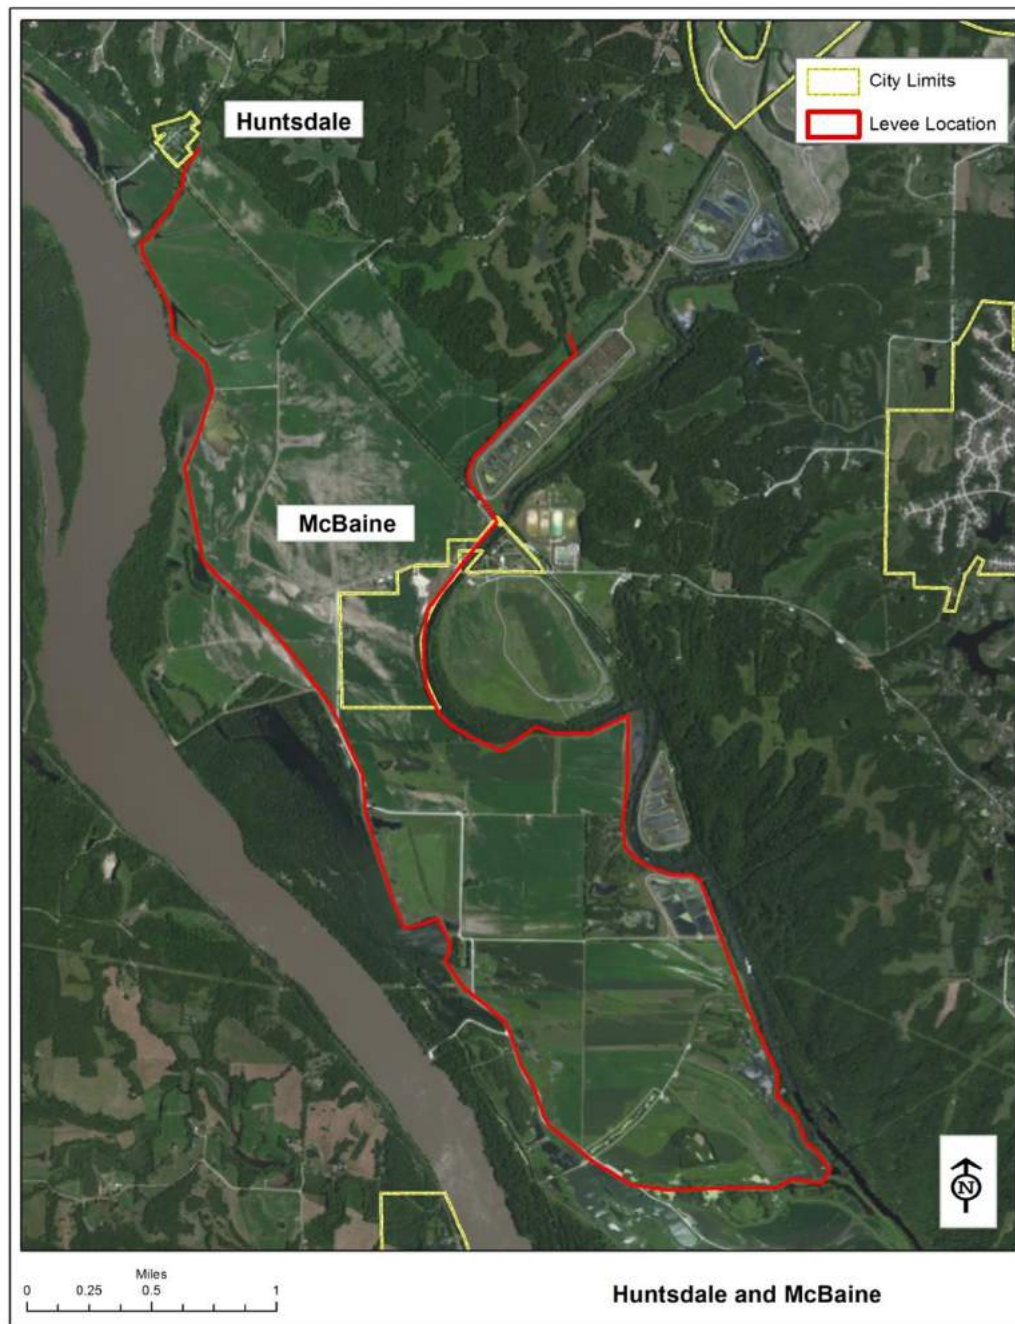 City Limits
Levee Location
Huntsdale
McBaine
N
Miles
0 0.25 0.5 1
Huntsdale and McBaine